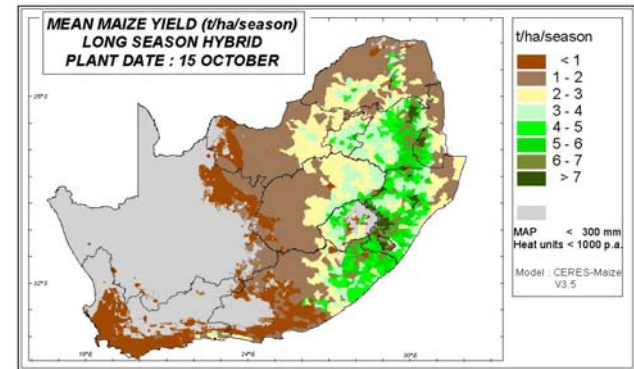 MEAN MAIZE YIELD (t/ha/season)
LONG SEASON HYBRID
PLANT DATE : 15 OCTOBER
t/ha/season
< 1
1 - 2
2 - 3
3 - 4
4 - 5
5 - 6
6 - 7
> 7
MAP < 300 mm
Heat units < 1000 p.a.
Model : CERES-Maize
V3.5